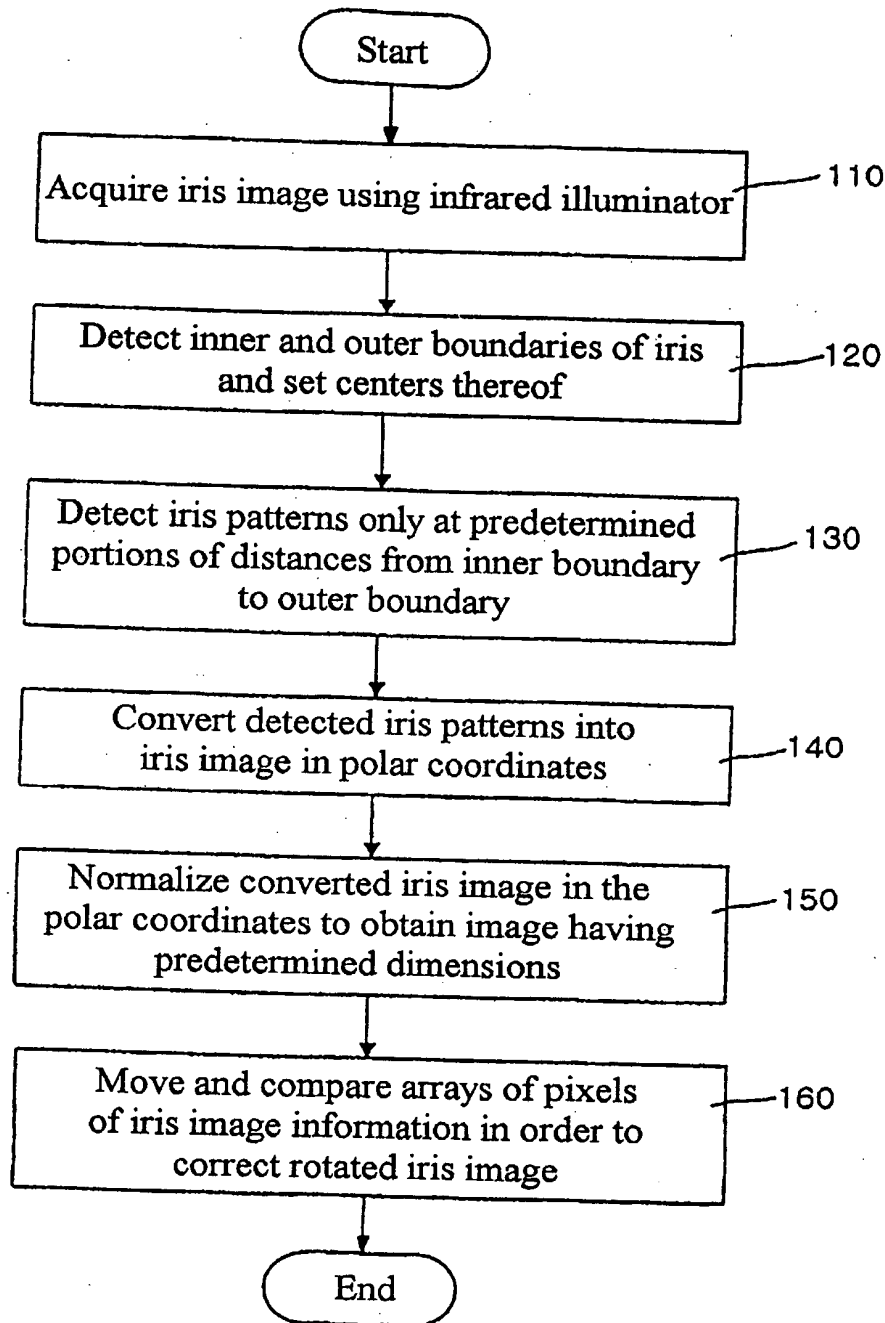 Start
Acquire iris image using infrared illuminator
110
Detect inner and outer boundaries of iris
and set centers thereof
120
Detect iris patterns only at predetermined
portions of distances from inner boundary
to outer boundary
130
Convert detected iris patterns into
iris image in polar coordinates
140
Normalize converted iris image in the
polar coordinates to obtain image having
predetermined dimensions
150
Move and compare arrays of pixels
of iris image information in order to
correct rotated iris image
160
End